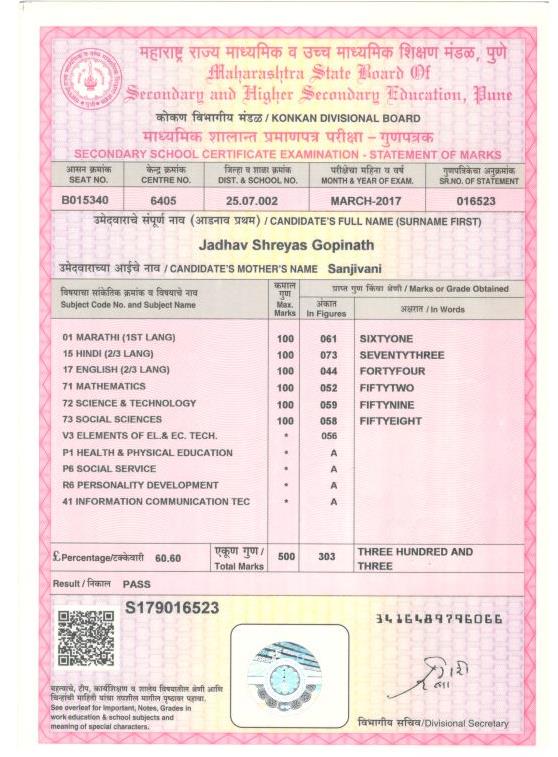 महाराष्ट्र राज्य माध्यमिक व उच्च माध्यमिक शिक्षण मंडळ, पुणे
Maharashtra State Board Of
Secondary and Higher Secondary Education, Pune
कोकण विभागीय मंडळ / KONKAN DIVISIONAL BOARD
माध्यमिक शालान्त प्रमाणपत्र परीक्षा – गुणपत्रक
SECONDARY SCHOOL CERTIFICATE EXAMINATION - STATEMENT OF MARKS
आसन क्रमांक केन्द्र क्रमांक जिल्हा व शाळा क्रमांक परीक्षेचा महिना व वर्ष गुणपत्रिकेचा अनुक्रमांक
SEAT NO. CENTRE NO. DIST. & SCHOOL NO. MONTH & YEAR OF EXAM. SR.NO. OF STATEMENT
B015340 6405 25.07.002 MARCH-2017 016523
उमेदवाराचे संपूर्ण नाव (आडनाव प्रथम) / CANDIDATE'S FULL NAME (SURNAME FIRST)
Jadhav Shreyas Gopinath
उमेदवाराच्या आईचे नाव / CANDIDATE'S MOTHER'S NAME Sanjivani
विषयाचा सांकेतिक क्रमांक व विषयाचे नाव
Subject Code No. and Subject Name
कमाल
गुण
Max.
Marks
प्राप्त गुण किंवा श्रेणी / Marks or Grade Obtained
अंकात
In Figures
अक्षरात / In Words
01 MARATHI (1ST LANG) 100 061 SIXTYONE
15 HINDI (2/3 LANG) 100 073 SEVENTYTHREE
17 ENGLISH (2/3 LANG) 100 044 FORTYFOUR
71 MATHEMATICS 100 052 FIFTYTWO
72 SCIENCE & TECHNOLOGY 100 059 FIFTYNINE
73 SOCIAL SCIENCES 100 058 FIFTYEIGHT
V3 ELEMENTS OF EL.& EC. TECH. * 056
P1 HEALTH & PHYSICAL EDUCATION * A
P6 SOCIAL SERVICE * A
R6 PERSONALITY DEVELOPMENT * A
41 INFORMATION COMMUNICATION TEC * A
£ Percentage/टक्केवारी 60.60
एकूण गुण /
Total Marks
500 303 THREE HUNDRED AND
THREE
Result / निकाल PASS
S179016523
3416489796066
महत्वाचे, टीप, कार्यशिक्षण व शालेय विषयातील श्रेणी आणि
चिन्हांची माहिती यांचा तपशील मागील पृष्ठावर पहावा.
See overleaf for Important, Notes, Grades in
work education & school subjects and
meaning of special characters.
विभागीय सचिव/Divisional Secretary